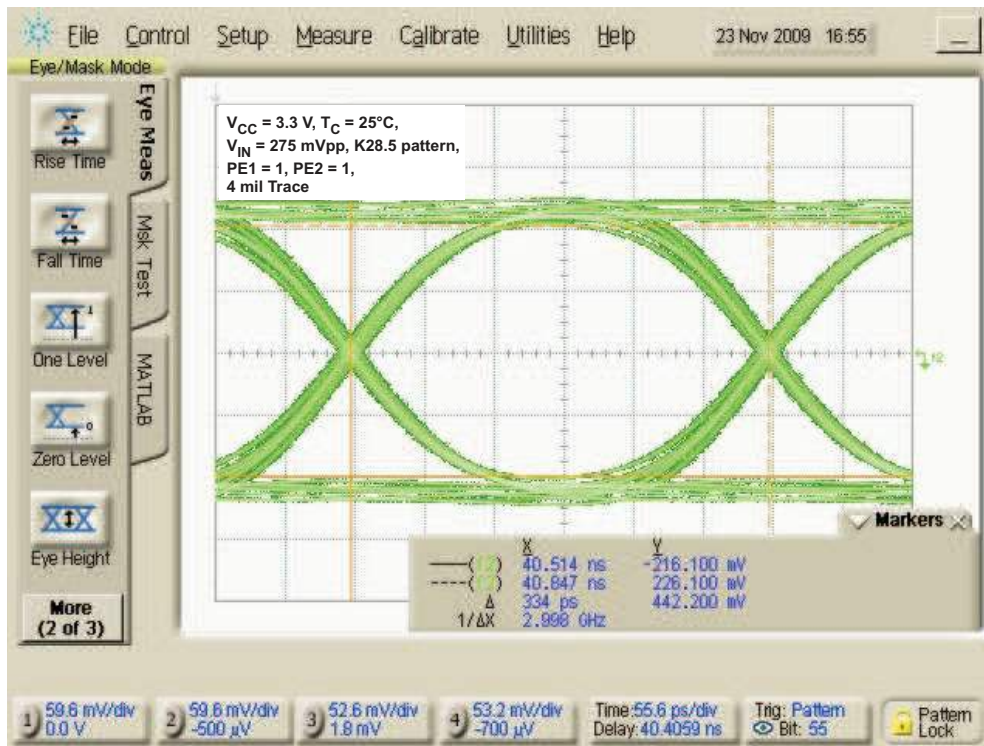 File Control Setup Measure Calibrate Utilities Help 23 Nov 2009 16:55
Eye/Mask Mode
Eye Meas
Msk Test
MATLAB
Rise Time
Fall Time
One Level
Zero Level
Eye Height
More
(2 of 3)
VCC = 3.3 V, TC = 25°C,
VIN = 275 mVpp, K28.5 pattern,
PE1 = 1, PE2 = 1,
4 mil Trace
Markers
X Y
40.514 ns -216.100 mV
40.847 ns 226.100 mV
Δ 334 ps 442.200 mV
1/ΔX 2.998 GHz
1) 59.6 mV/div
0.0 V
2) 59.6 mV/div
-500 µV
3) 52.6 mV/div
1.8 mV
4) 53.2 mV/div
-700 µV
Time:55.6 ps/div
Delay:40.4059 ns
Trig: Pattern
Bit: 55
Pattern
Lock